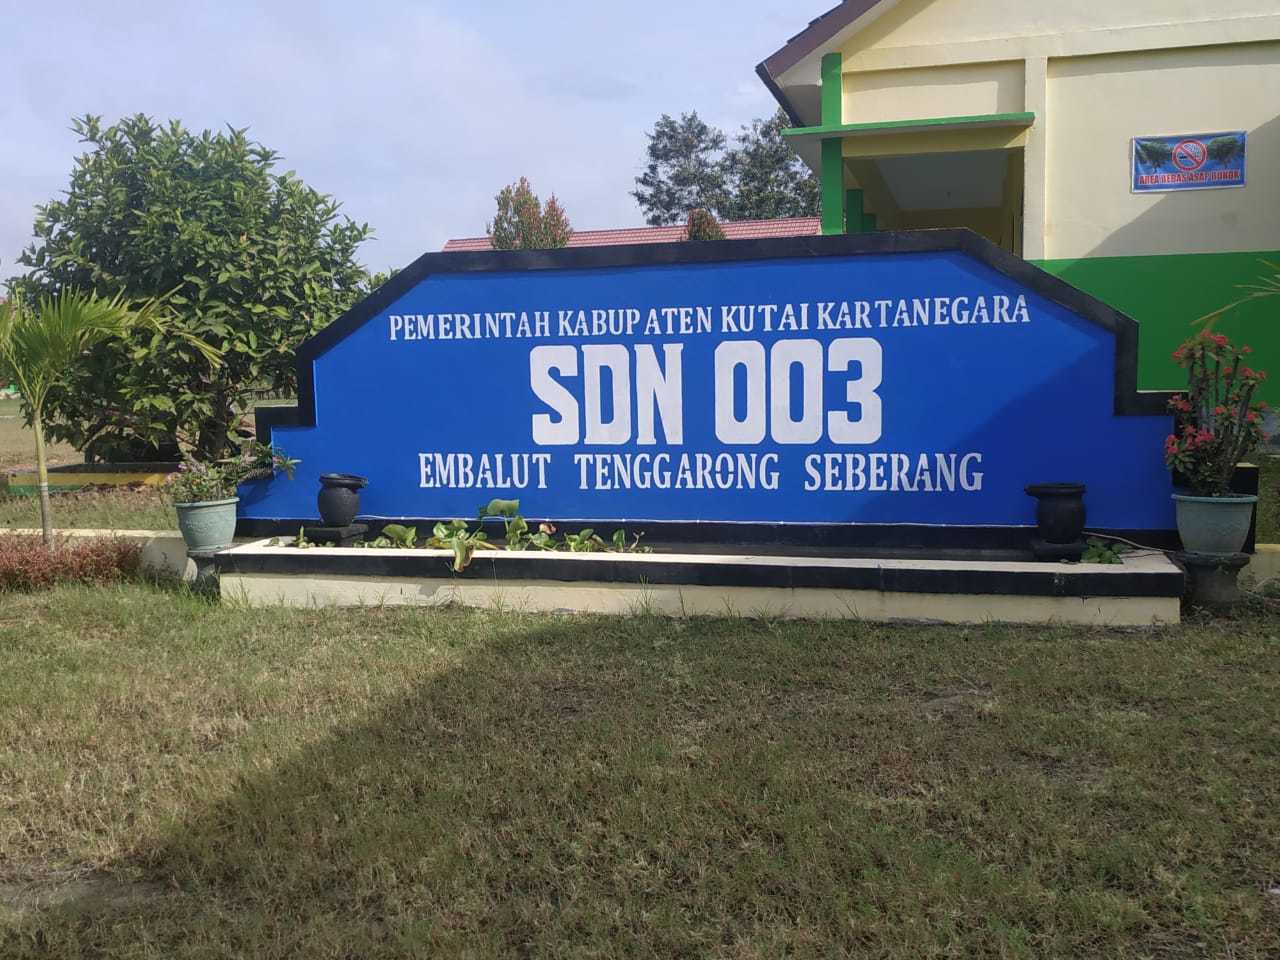 PEMERINTAH KABUPATEN KUTAI KARTANEGARA
SDN 003
EMBALUT TENGGARONG SEBERANG
AREA BEBAS ASAP ROKOK